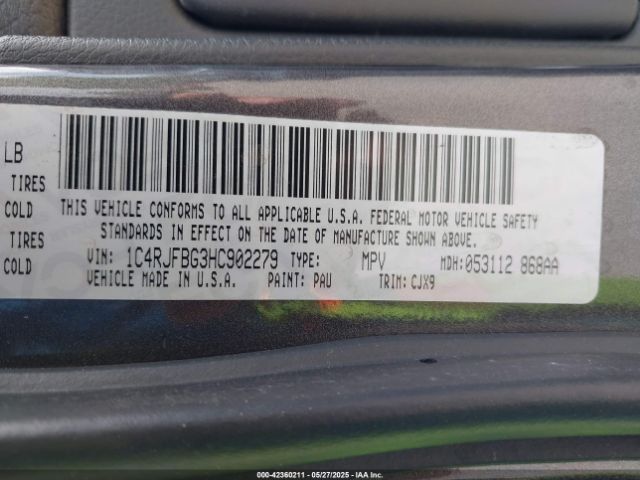 LB
TIRES
COLD
TIRES
COLD
THIS VEHICLE CONFORMS TO ALL APPLICABLE U.S.A. FEDERAL MOTOR VEHICLE SAFETY
STANDARDS IN EFFECT ON THE DATE OF MANUFACTURE SHOWN ABOVE.
VIN: 1C4RJFBG3HC902279 TYPE: MPV MDH:053112 868AA
VEHICLE MADE IN U.S.A. PAINT: PAU TRIM: CJX9
000-42360211 - 05/27/2025 - IAA Inc.